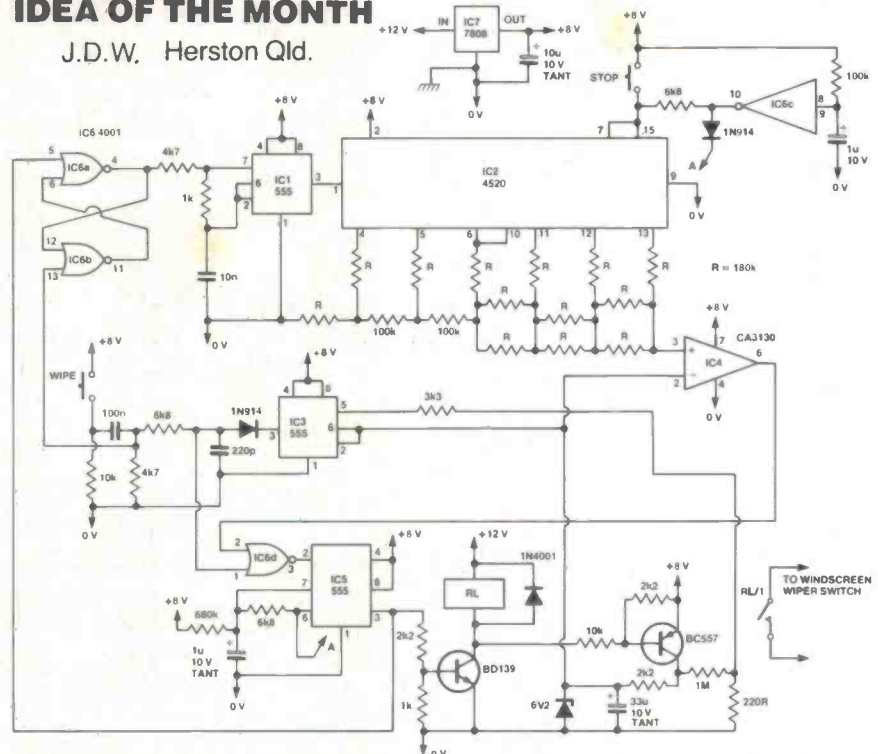 IDEA OF THE MONTH
J.D.W, Herston Qld.
+12 V
IN
IC7
7808
OUT
+8 V
10u
10 V
TANT
0 V
+8 V
STOP
6k8
10
IC6c
8
9
100k
1u
10 V
0 V
1N914
A
IC6 4001
5
6
IC6a
4
12
13
IC6b
11
4k7
1k
10n
0 V
+8 V
4
8
7
6
2
IC1
555
3
1
+8 V
2
1
IC2
4520
7
15
9
0 V
4
5
6
10
11
12
13
R
R
R
R
R
R
R = 180k
R
100k
100k
R
R
R
R
R
+8 V
CA3130
3
+
7
IC4
6
2
−
4
0 V
+8 V
WIPE
100n
6k8
10k
4k7
0 V
1N914
220p
+8 V
4
8
IC3
555
3
5
6
2
1
3k3
2
1
IC6d
3
2
7
6
IC5
555
4
8
3
1
+8 V
+8 V
680k
6k8
A
1u
10 V
TANT
0 V
2k2
1k
BD139
0 V
+12 V
RL
1N4001
10k
2k2
+8 V
BC557
2k2
1M
6V2
33u
10 V
TANT
220R
RL/1
TO WINDSCREEN
WIPER SWITCH